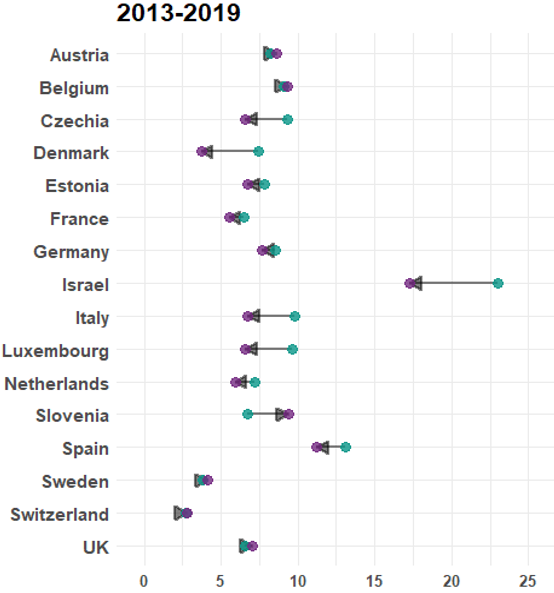 2013-2019
Austria
Belgium
Czechia
Denmark
Estonia
France
Germany
Israel
Italy
Luxembourg
Netherlands
Slovenia
Spain
Sweden
Switzerland
UK
0 5 10 15 20 25